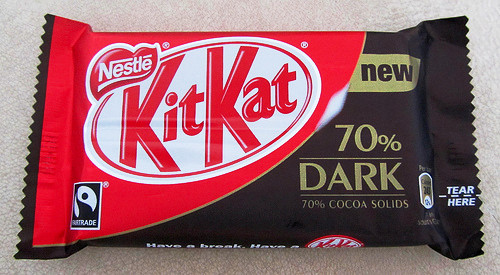 Nestlé
KitKat
new
70%
DARK
70% COCOA SOLIDS
TEAR
HERE
FAIRTRADE
Have a break. Have a